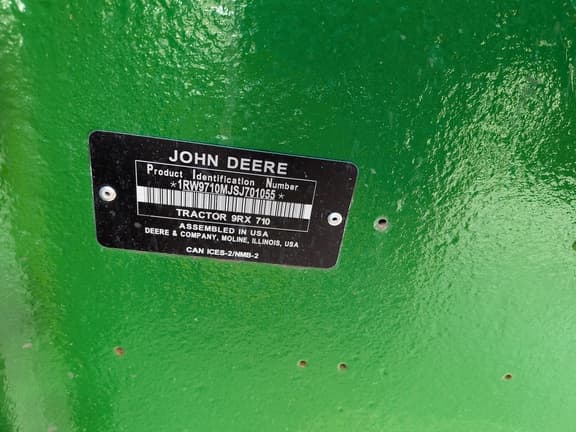 JOHN DEERE
Product Identification Number
*1RW9710MJSJ701055*
TRACTOR 9RX 710
ASSEMBLED IN USA
DEERE & COMPANY, MOLINE, ILLINOIS, USA
CAN ICES-2/NMB-2